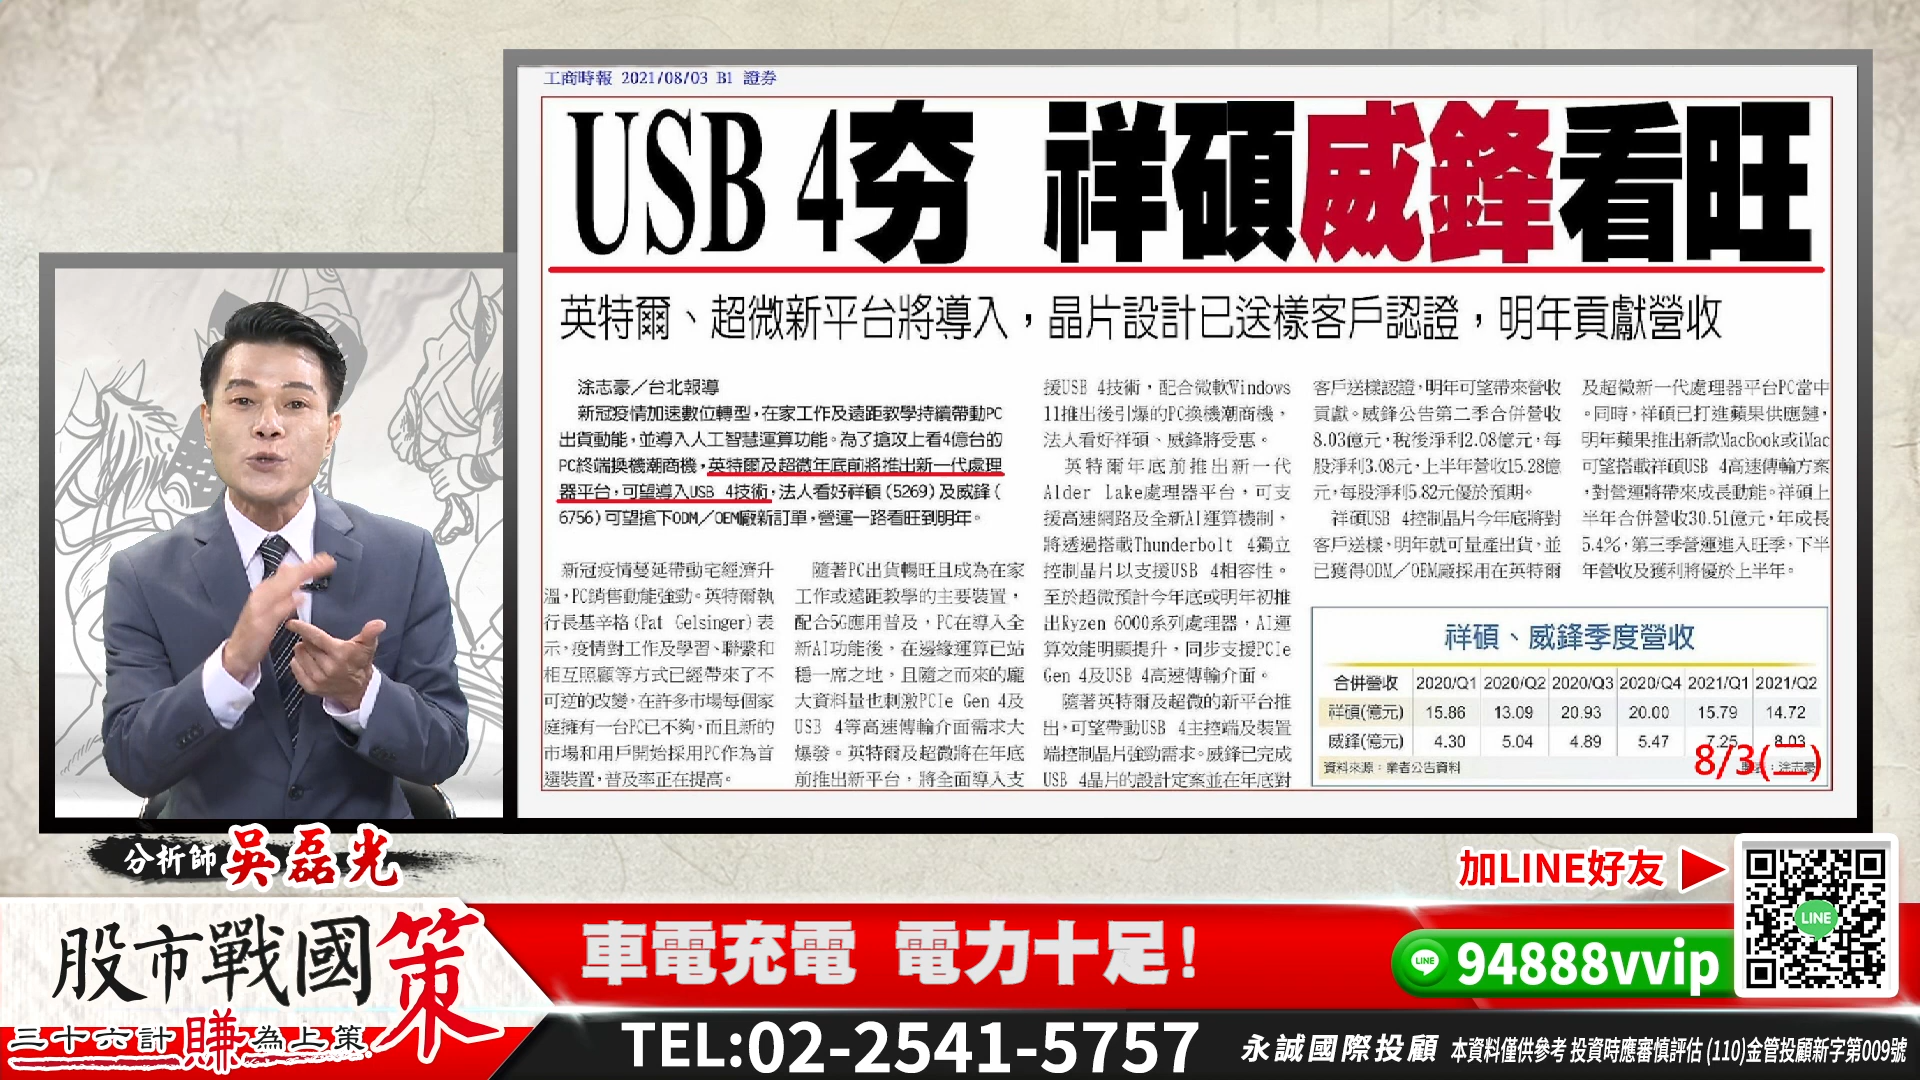 工商時報 2021/08/03 B1 證券
USB 4夯 祥碩威鋒看旺
英特爾、超微新平台將導入，晶片設計已送樣客戶認證，明年貢獻營收
涂志豪／台北報導
新冠疫情加速數位轉型，在家工作及遠距教學持續帶動PC
出貨動能，並導入人工智慧運算功能。為了搶攻上看4億台的
PC終端換機潮商機，英特爾及超微年底前將推出新一代處理
器平台，可望導入USB 4技術，法人看好祥碩（5269）及威鋒（
6756）可望搶下ODM／OEM廠新訂單，營運一路看旺到明年。
新冠疫情蔓延帶動宅經濟升
溫，PC銷售動能強勁。英特爾執
行長基辛格（Pat Gelsinger）表
示，疫情對工作及學習、聯繫和
相互照顧等方式已經帶來了不
可逆的改變，在許多市場每個家
庭擁有一台PC已不夠，而且新的
市場和用戶開始採用PC作為首
選裝置，普及率正在提高。
隨著PC出貨暢旺且成為在家
工作或遠距教學的主要裝置，
配合5G應用普及，PC在導入全
新AI功能後，在邊緣運算已站
穩一席之地，且隨之而來的龐
大資料量也刺激PCIe Gen 4及
USB 4等高速傳輸介面需求大
爆發。英特爾及超微將在年底
前推出新平台，將全面導入支
援USB 4技術，配合微軟Windows
11推出後引爆的PC換機潮商機，
法人看好祥碩、威鋒將受惠。
英特爾年底前推出新一代
Alder Lake處理器平台，可支
援高速網路及全新AI運算機制，
將透過搭載Thunderbolt 4獨立
控制晶片以支援USB 4相容性。
至於超微預計今年底或明年初推
出Ryzen 6000系列處理器，AI運
算效能明顯提升，同步支援PCIe
Gen 4及USB 4高速傳輸介面。
隨著英特爾及超微的新平台推
出，可望帶動USB 4主控端及裝置
端控制晶片強勁需求。威鋒已完成
USB 4晶片的設計定案並在年底對
客戶送樣認證，明年可望帶來營收
貢獻。威鋒公告第二季合併營收
8.03億元，稅後淨利2.08億元，每
股淨利3.08元，上半年營收15.28億
元，每股淨利5.82元優於預期。
祥碩USB 4控制晶片今年底將對
客戶送樣，明年就可量產出貨，並
已獲得ODM／OEM廠採用在英特爾
及超微新一代處理器平台PC當中
。同時，祥碩已打進蘋果供應鏈，
明年蘋果推出新款MacBook或iMac
可望搭載祥碩USB 4高速傳輸方案
，對營運將帶來成長動能。祥碩上
半年合併營收30.51億元，年成長
5.4%，第三季營運進入旺季，下半
年營收及獲利將優於上半年。
祥碩、威鋒季度營收
合併營收 2020/Q1 2020/Q2 2020/Q3 2020/Q4 2021/Q1 2021/Q2
祥碩(億元) 15.86 13.09 20.93 20.00 15.79 14.72
威鋒(億元) 4.30 5.04 4.89 5.47 7.25 8.03
資料來源：業者公告資料 ：涂志豪
8/3(二)
分析師 吳磊光
加LINE好友
LINE
股市戰國策
三十六計 賺為上策
車電充電 電力十足!
LINE 94888vvip
TEL:02-2541-5757
永誠國際投顧 本資料僅供參考 投資時應審慎評估 (110)金管投顧新字第009號